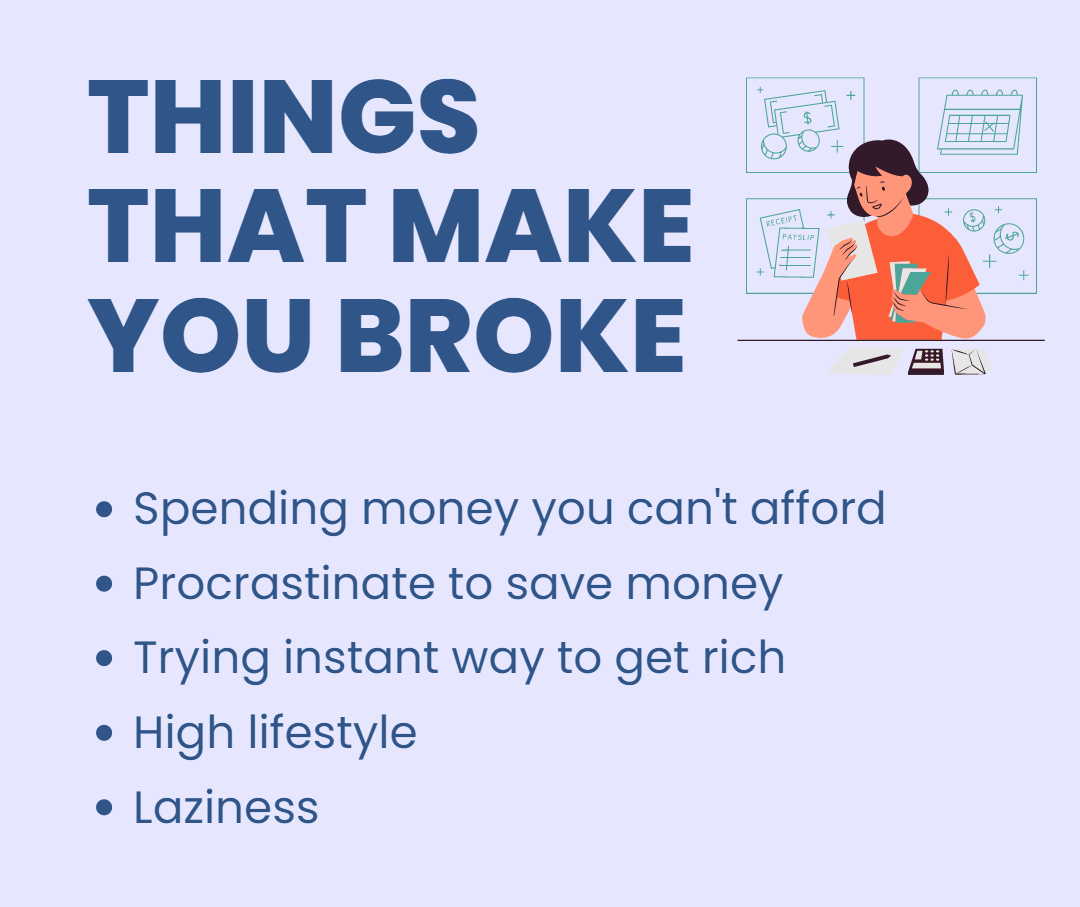 THINGS
THAT MAKE
YOU BROKE
$
RECEIPT
PAYSLIP
$
$
• Spending money you can't afford
• Procrastinate to save money
• Trying instant way to get rich
• High lifestyle
• Laziness